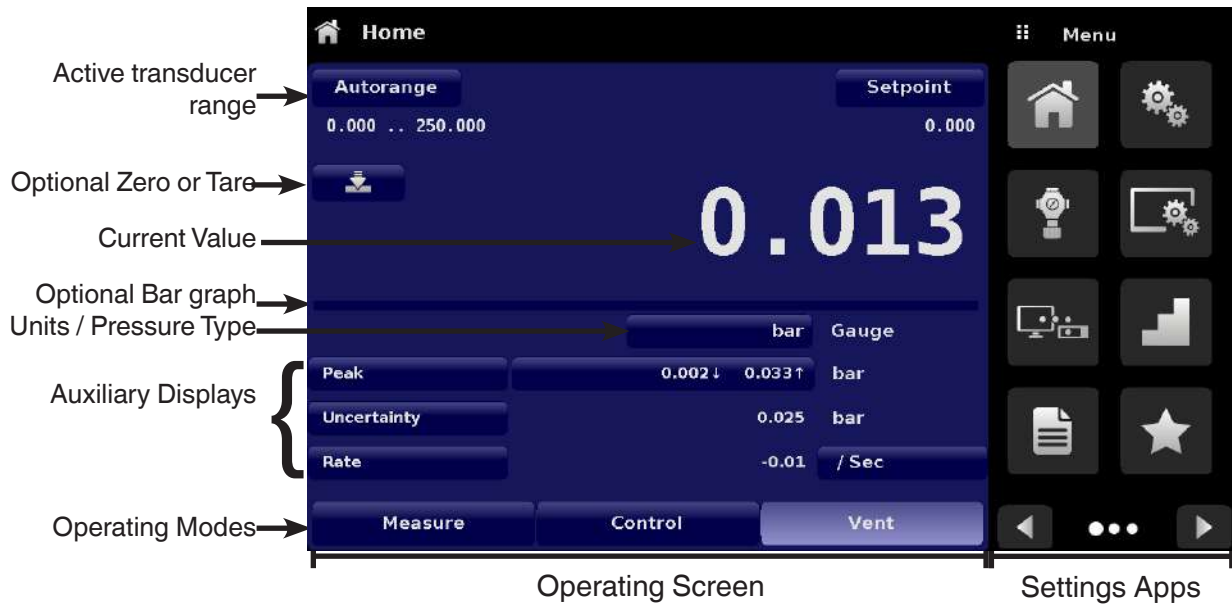 Home
Menu
Active transducer
range
Autorange
Setpoint
0.000 .. 250.000
0.000
Optional Zero or Tare
Current Value
0.013
Optional Bar graph
Units / Pressure Type
bar Gauge
Auxiliary Displays
Peak 0.002↓ 0.033↑ bar
Uncertainty 0.025 bar
Rate -0.01 / Sec
Operating Modes
Measure Control Vent
Operating Screen
Settings Apps